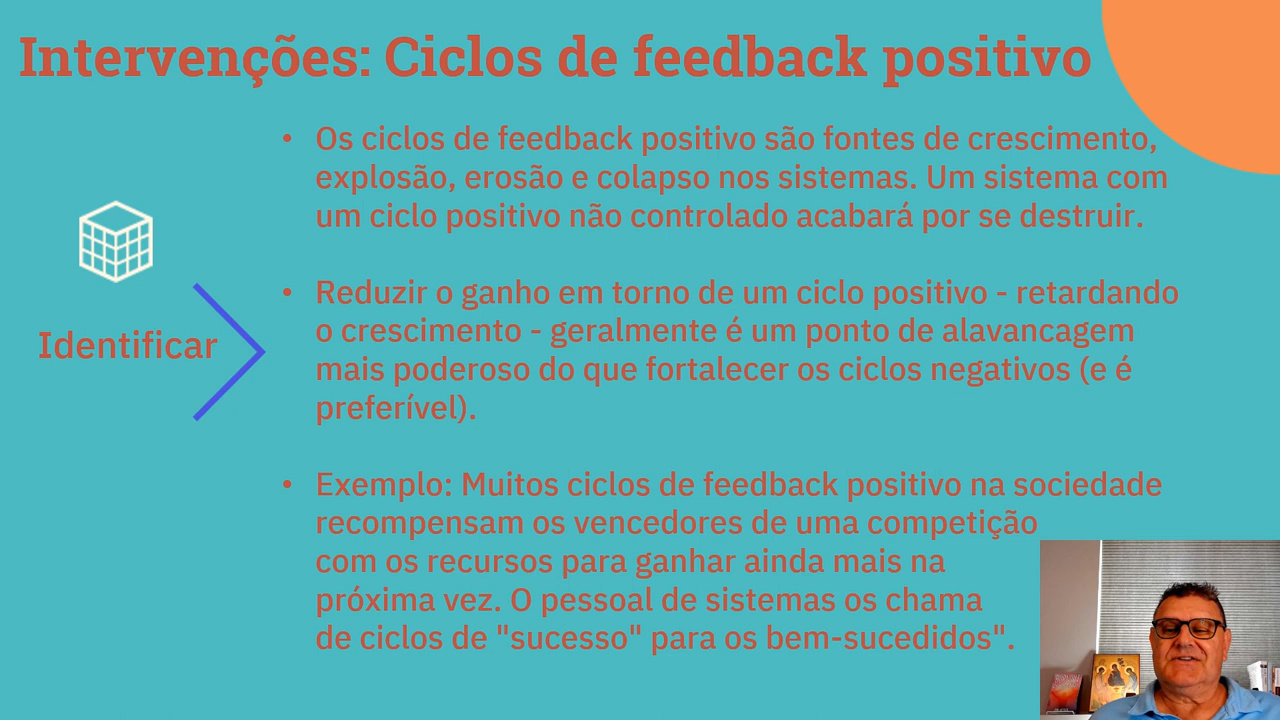 Intervenções: Ciclos de feedback positivo
• Os ciclos de feedback positivo são fontes de crescimento,
explosão, erosão e colapso nos sistemas. Um sistema com
um ciclo positivo não controlado acabará por se destruir.
Identificar
• Reduzir o ganho em torno de um ciclo positivo - retardando
o crescimento - geralmente é um ponto de alavancagem
mais poderoso do que fortalecer os ciclos negativos (e é
preferível).
• Exemplo: Muitos ciclos de feedback positivo na sociedade
recompensam os vencedores de uma competição
com os recursos para ganhar ainda mais na
próxima vez. O pessoal de sistemas os chama
de ciclos de "sucesso" para os bem-sucedidos".